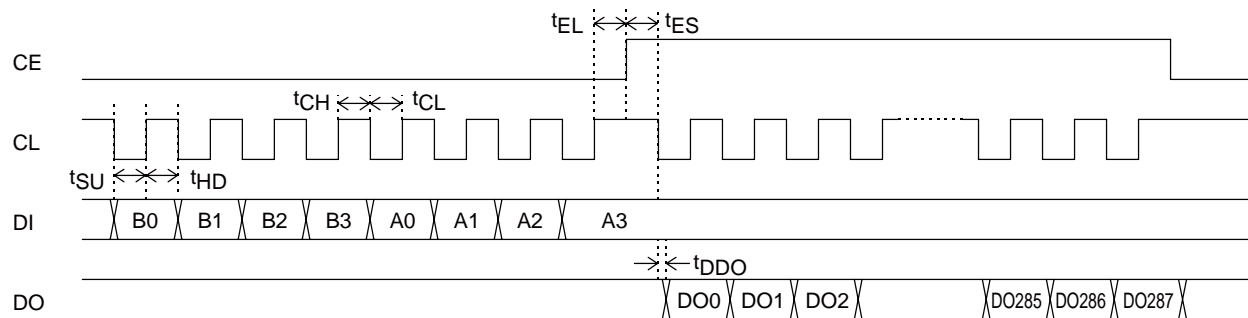 tEL tES
CE
tCH tCL
CL
tSU tHD
DI B0 B1 B2 B3 A0 A1 A2 A3
tDDO
DO DO0 DO1 DO2 DO285 DO286 DO287